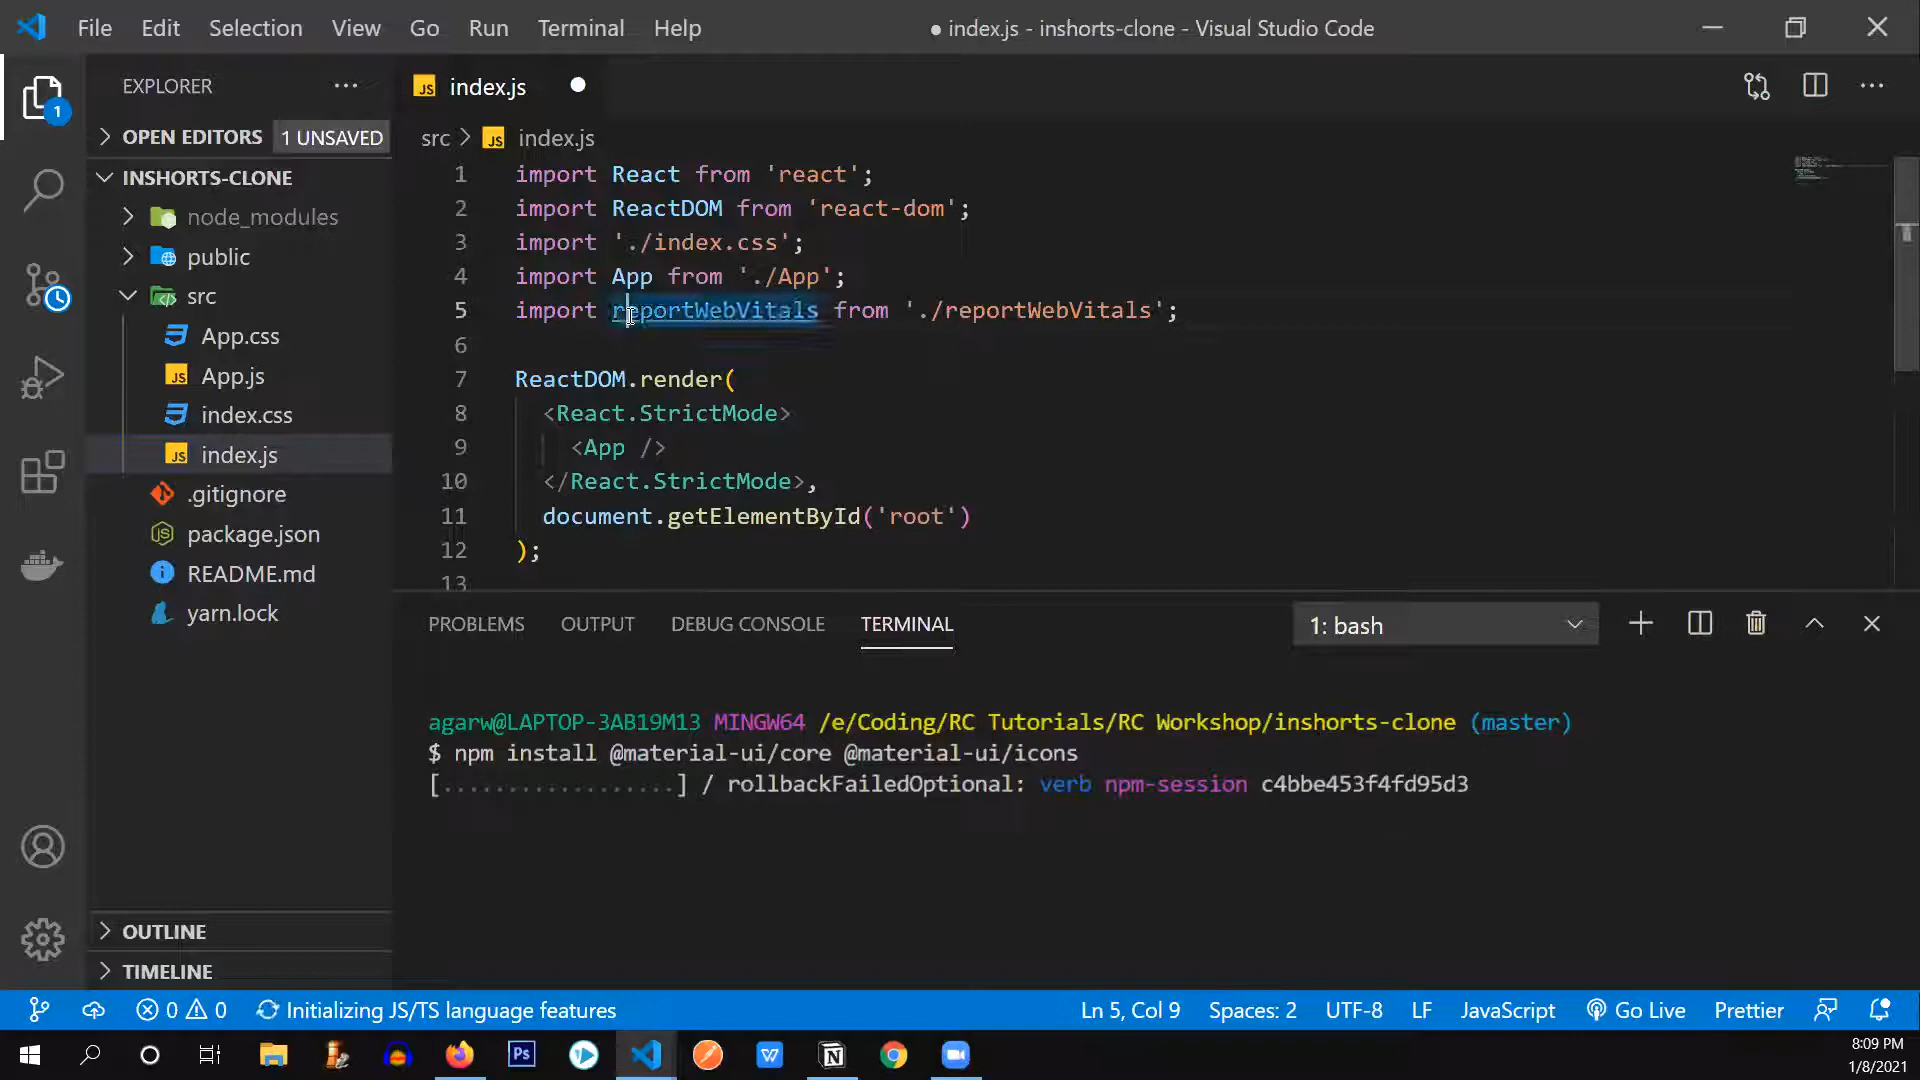 File Edit Selection View Go Run Terminal Help
● index.js - inshorts-clone - Visual Studio Code
EXPLORER
OPEN EDITORS 1 UNSAVED
INSHORTS-CLONE
node_modules
public
src
App.css
App.js
index.css
index.js
.gitignore
package.json
README.md
yarn.lock
OUTLINE
TIMELINE
1
JS index.js
src > JS index.js
1 import React from 'react';
2 import ReactDOM from 'react-dom';
3 import './index.css';
4 import App from './App';
5 import reportWebVitals from './reportWebVitals';
6
7 ReactDOM.render(
8 <React.StrictMode>
9 <App />
10 </React.StrictMode>,
11 document.getElementById('root')
12 );
13
PROBLEMS OUTPUT DEBUG CONSOLE TERMINAL 1: bash
agarw@LAPTOP-3AB19M13 MINGW64 /e/Coding/RC Tutorials/RC Workshop/inshorts-clone (master)
$ npm install @material-ui/core @material-ui/icons
[..................] / rollbackFailedOptional: verb npm-session c4bbe453f4fd95d3
0 0 Initializing JS/TS language features Ln 5, Col 9 Spaces: 2 UTF-8 LF JavaScript Go Live Prettier
Ps W N
8:09 PM
1/8/2021